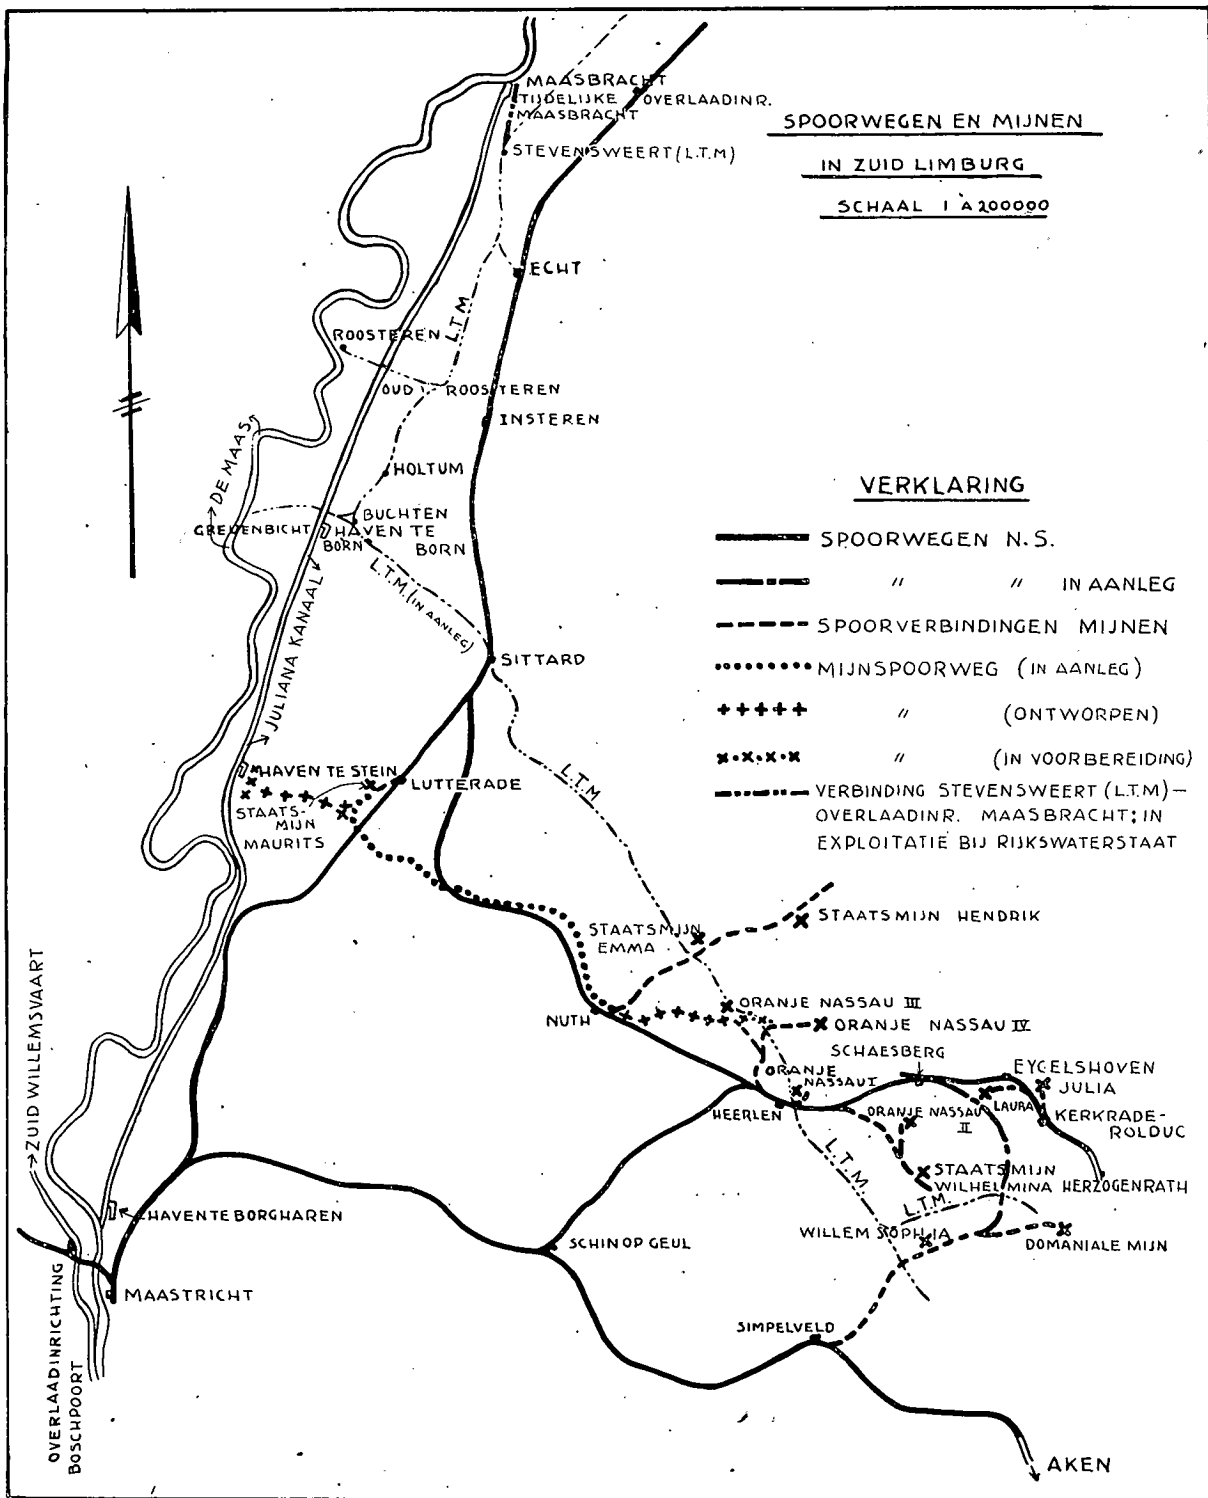 SPOORWEGEN EN MIJNEN
IN ZUID LIMBURG
SCHAAL 1 À 200000
MAASBRACHT
TIJDELIJKE OVERLAADINR.
MAASBRACHT
STEVENSWEERT (L.T.M)
ECHT
L.T.M.
ROOSTEREN
OUD ROOSTEREN
INSTEREN
DE MAAS
HOLTUM
BUCHTEN
GREVENBICHT
HAVEN TE
BORN
BORN
L.T.M. (IN AANLEG)
JULIANA KANAAL
SITTARD
VERKLARING
SPOORWEGEN N.S.
" " IN AANLEG
SPOORVERBINDINGEN MIJNEN
MIJNSPOORWEG (IN AANLEG)
" (ONTWORPEN)
" (IN VOORBEREIDING)
VERBINDING STEVENSWEERT (L.T.M) —
OVERLAADINR. MAASBRACHT; IN
EXPLOITATIE BIJ RIJKSWATERSTAAT
HAVEN TE STEIN
LUTTERADE
L.T.M
STAATS-
MIJN
MAURITS
STAATSMIJN HENDRIK
STAATSMIJN
EMMA
ZUID WILLEMSVAART
NUTH
ORANJE NASSAU III
ORANJE NASSAU IV
SCHAESBERG
ORANJE
NASSAU I
EYGELSHOVEN
JULIA
LAURA
HEERLEN
ORANJE NASSAU
II
KERKRADE-
ROLDUC
L.T.M.
STAATSMIJN
WILHELMINA
HERZOGENRATH
L.T.M.
HAVEN TE BORGHAREN
SCHIN OP GEUL
WILLEM SOPHIA
DOMANIALE MIJN
MAASTRICHT
SIMPELVELD
OVERLAADINRICHTING
BOSCHPOORT
AKEN